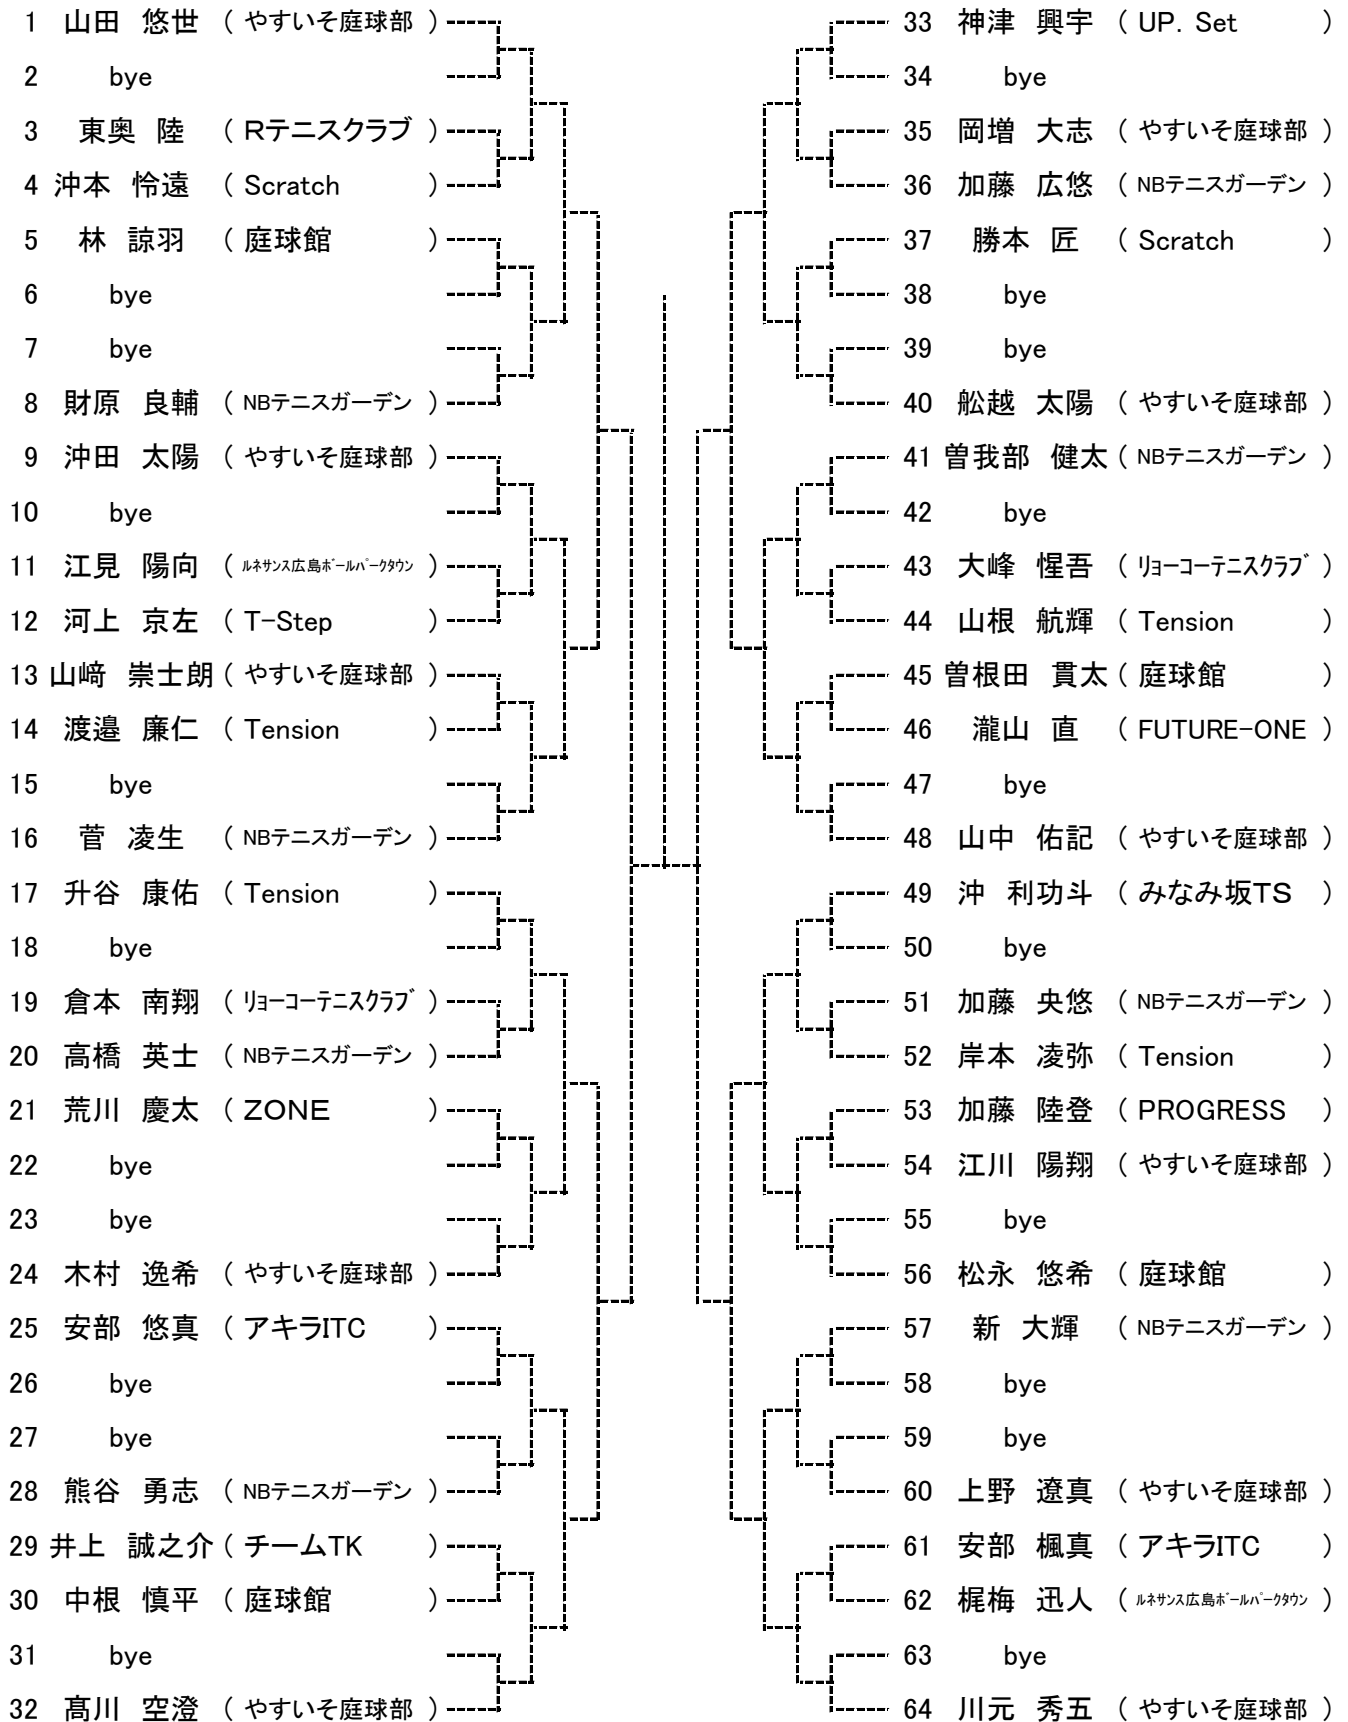 1 山田 悠世 ( やすいそ庭球部 )
2 bye
3 東奥 陸 ( Rテニスクラブ )
4 沖本 怜遠 ( Scratch )
5 林 諒羽 ( 庭球館 )
6 bye
7 bye
8 財原 良輔 ( NBテニスガーデン )
9 沖田 太陽 ( やすいそ庭球部 )
10 bye
11 江見 陽向 ( ルネサンス広島ボールパークタウン )
12 河上 京左 ( T-Step )
13 山﨑 崇士朗 ( やすいそ庭球部 )
14 渡邉 廉仁 ( Tension )
15 bye
16 菅 凌生 ( NBテニスガーデン )
17 升谷 康佑 ( Tension )
18 bye
19 倉本 南翔 ( リョーコーテニスクラブ )
20 高橋 英士 ( NBテニスガーデン )
21 荒川 慶太 ( ZONE )
22 bye
23 bye
24 木村 逸希 ( やすいそ庭球部 )
25 安部 悠真 ( アキラITC )
26 bye
27 bye
28 熊谷 勇志 ( NBテニスガーデン )
29 井上 誠之介 ( チームTK )
30 中根 慎平 ( 庭球館 )
31 bye
32 髙川 空澄 ( やすいそ庭球部 )
33 神津 興宇 ( UP. Set )
34 bye
35 岡増 大志 ( やすいそ庭球部 )
36 加藤 広悠 ( NBテニスガーデン )
37 勝本 匠 ( Scratch )
38 bye
39 bye
40 舩越 太陽 ( やすいそ庭球部 )
41 曽我部 健太 ( NBテニスガーデン )
42 bye
43 大峰 惺吾 ( リョーコーテニスクラブ )
44 山根 航輝 ( Tension )
45 曽根田 貫太 ( 庭球館 )
46 瀧山 直 ( FUTURE-ONE )
47 bye
48 山中 佑記 ( やすいそ庭球部 )
49 沖 利功斗 ( みなみ坂TS )
50 bye
51 加藤 央悠 ( NBテニスガーデン )
52 岸本 凌弥 ( Tension )
53 加藤 陸登 ( PROGRESS )
54 江川 陽翔 ( やすいそ庭球部 )
55 bye
56 松永 悠希 ( 庭球館 )
57 新 大輝 ( NBテニスガーデン )
58 bye
59 bye
60 上野 遼真 ( やすいそ庭球部 )
61 安部 楓真 ( アキラITC )
62 梶梅 迅人 ( ルネサンス広島ボールパークタウン )
63 bye
64 川元 秀五 ( やすいそ庭球部 )